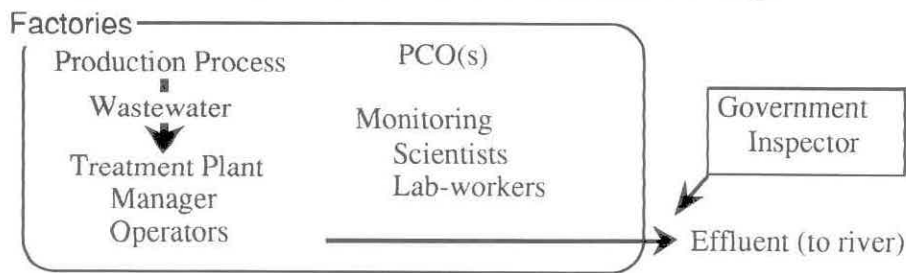 Factories
Production Process
Wastewater
Treatment Plant
Manager
Operators
PCO(s)
Monitoring
Scientists
Lab-workers
Government
Inspector
Effluent (to river)